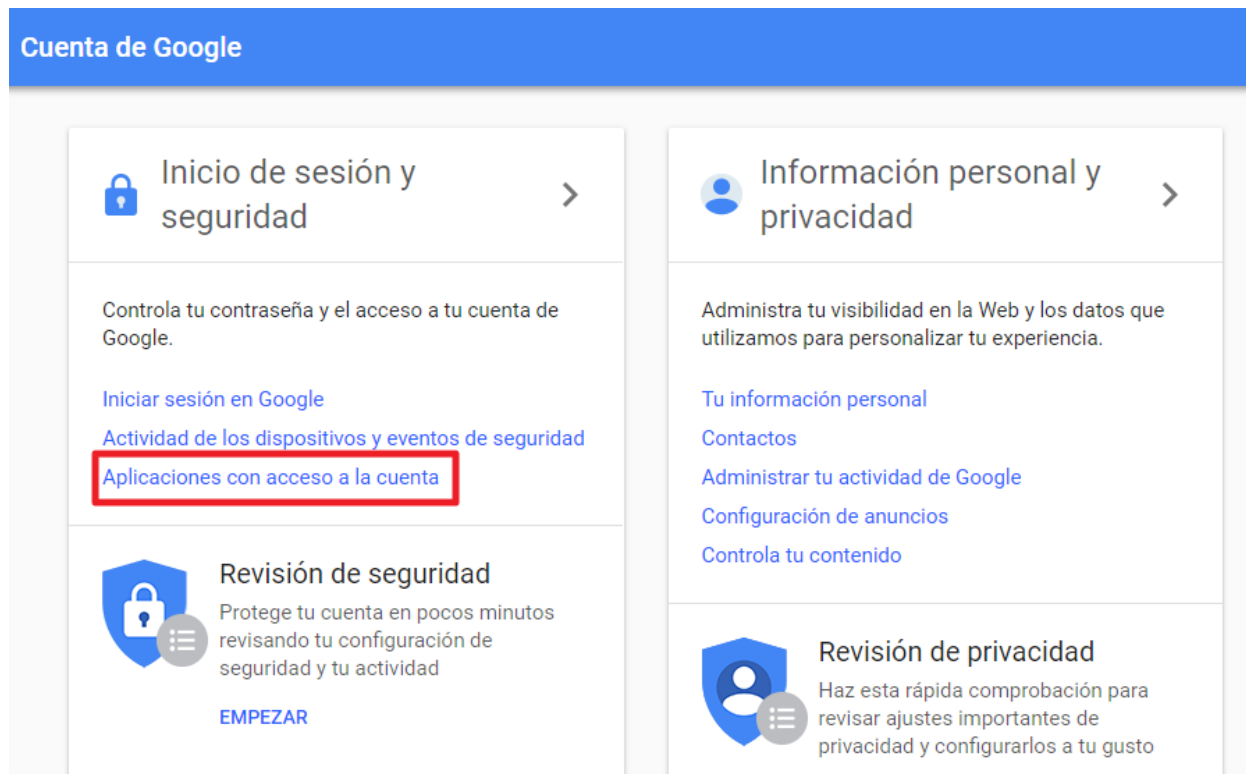 Cuenta de Google
Inicio de sesión y
seguridad
Controla tu contraseña y el acceso a tu cuenta de
Google.
Iniciar sesión en Google
Actividad de los dispositivos y eventos de seguridad
Aplicaciones con acceso a la cuenta
Revisión de seguridad
Protege tu cuenta en pocos minutos
revisando tu configuración de
seguridad y tu actividad
EMPEZAR
Información personal y
privacidad
Administra tu visibilidad en la Web y los datos que
utilizamos para personalizar tu experiencia.
Tu información personal
Contactos
Administrar tu actividad de Google
Configuración de anuncios
Controla tu contenido
Revisión de privacidad
Haz esta rápida comprobación para
revisar ajustes importantes de
privacidad y configurarlos a tu gusto